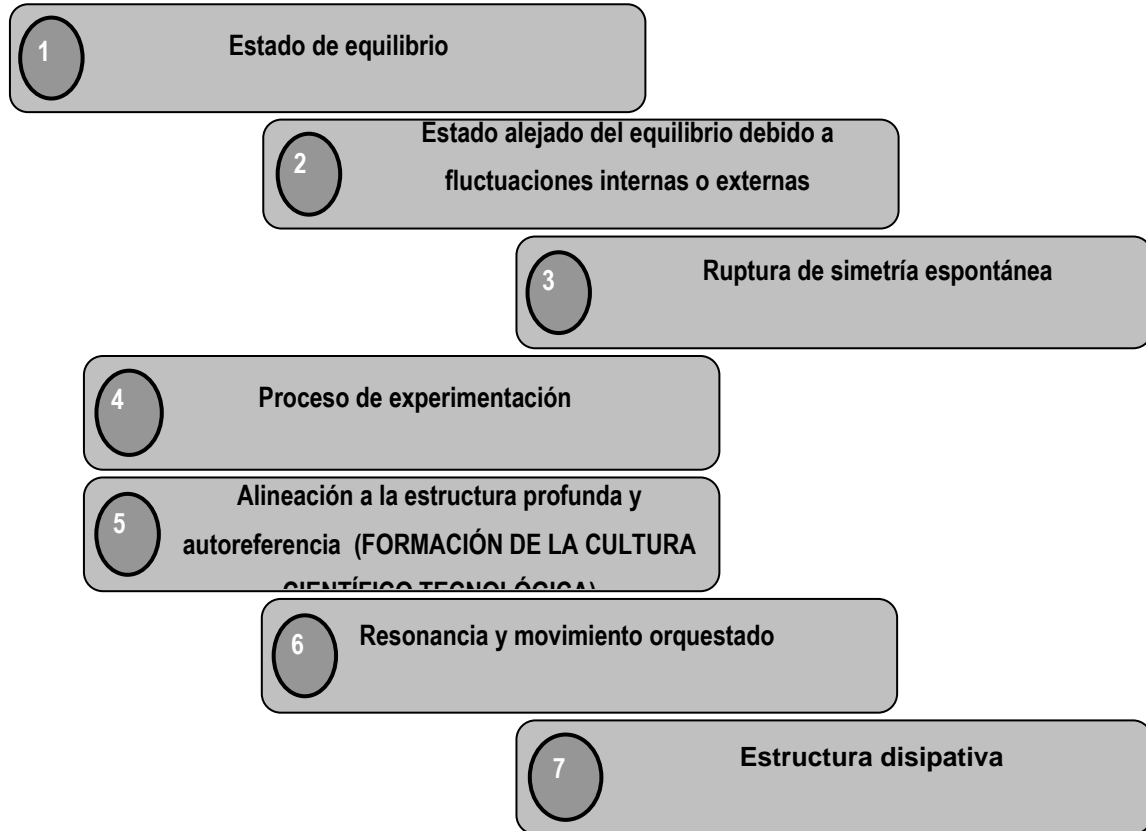 1
Estado de equilibrio
2
Estado alejado del equilibrio debido a
fluctuaciones internas o externas
3
Ruptura de simetría espontánea
4
Proceso de experimentación
5
Alineación a la estructura profunda y
autoreferencia (FORMACIÓN DE LA CULTURA
CIENTÍFICO TECNOLÓGICA)
6
Resonancia y movimiento orquestado
7
Estructura disipativa